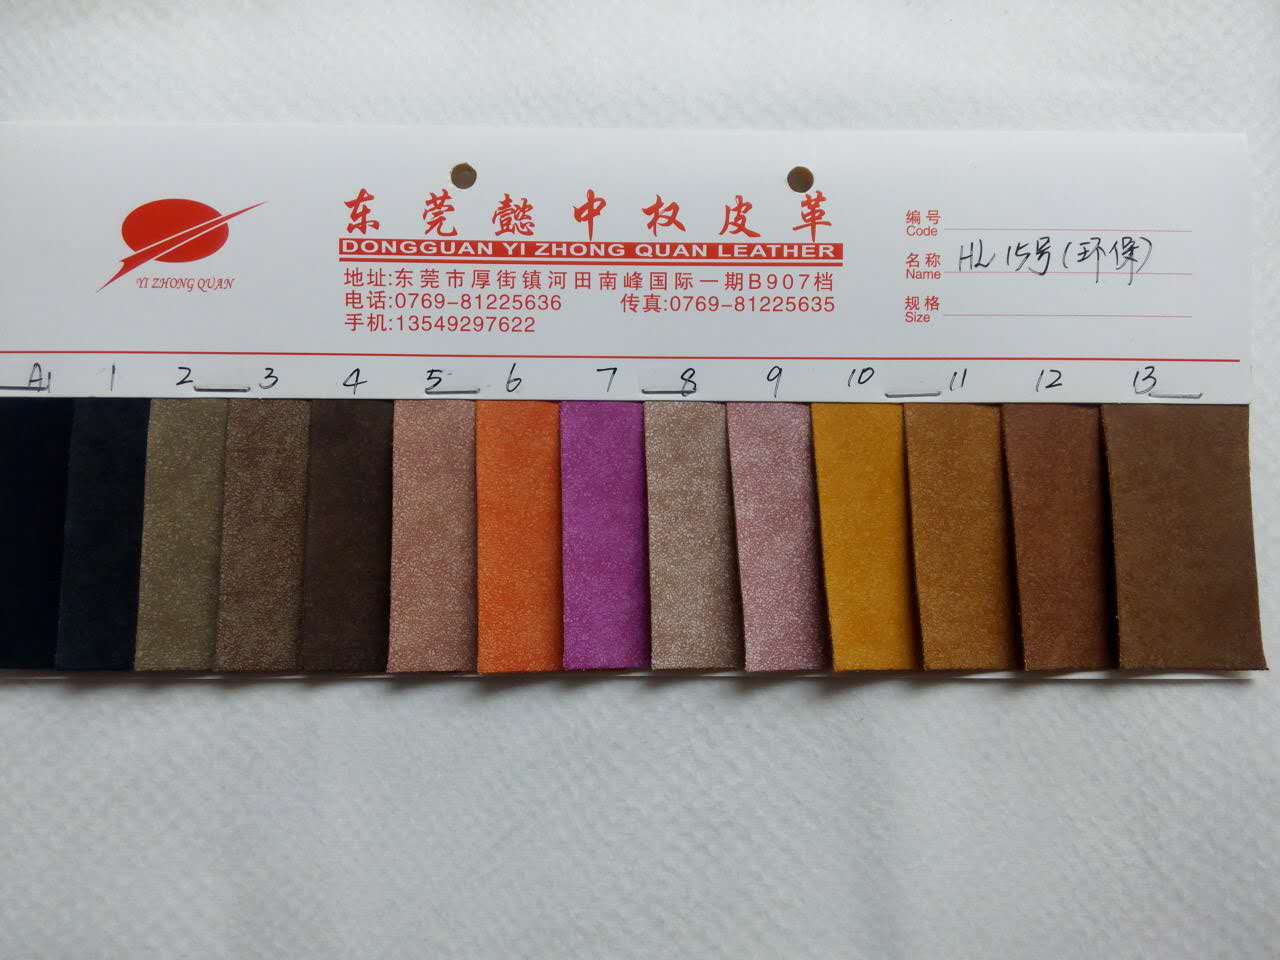 东莞懿中权皮革
DONGGUAN YI ZHONG QUAN LEATHER
YI ZHONG QUAN
地址:东莞市厚街镇河田南峰国际一期B907档
电话:0769-81225636 传真:0769-81225635
手机:13549297622
编号
Code
名称 HL 15号(环保)
Name
规格
Size
A1 1 2 3 4 5 6 7 8 9 10 11 12 13